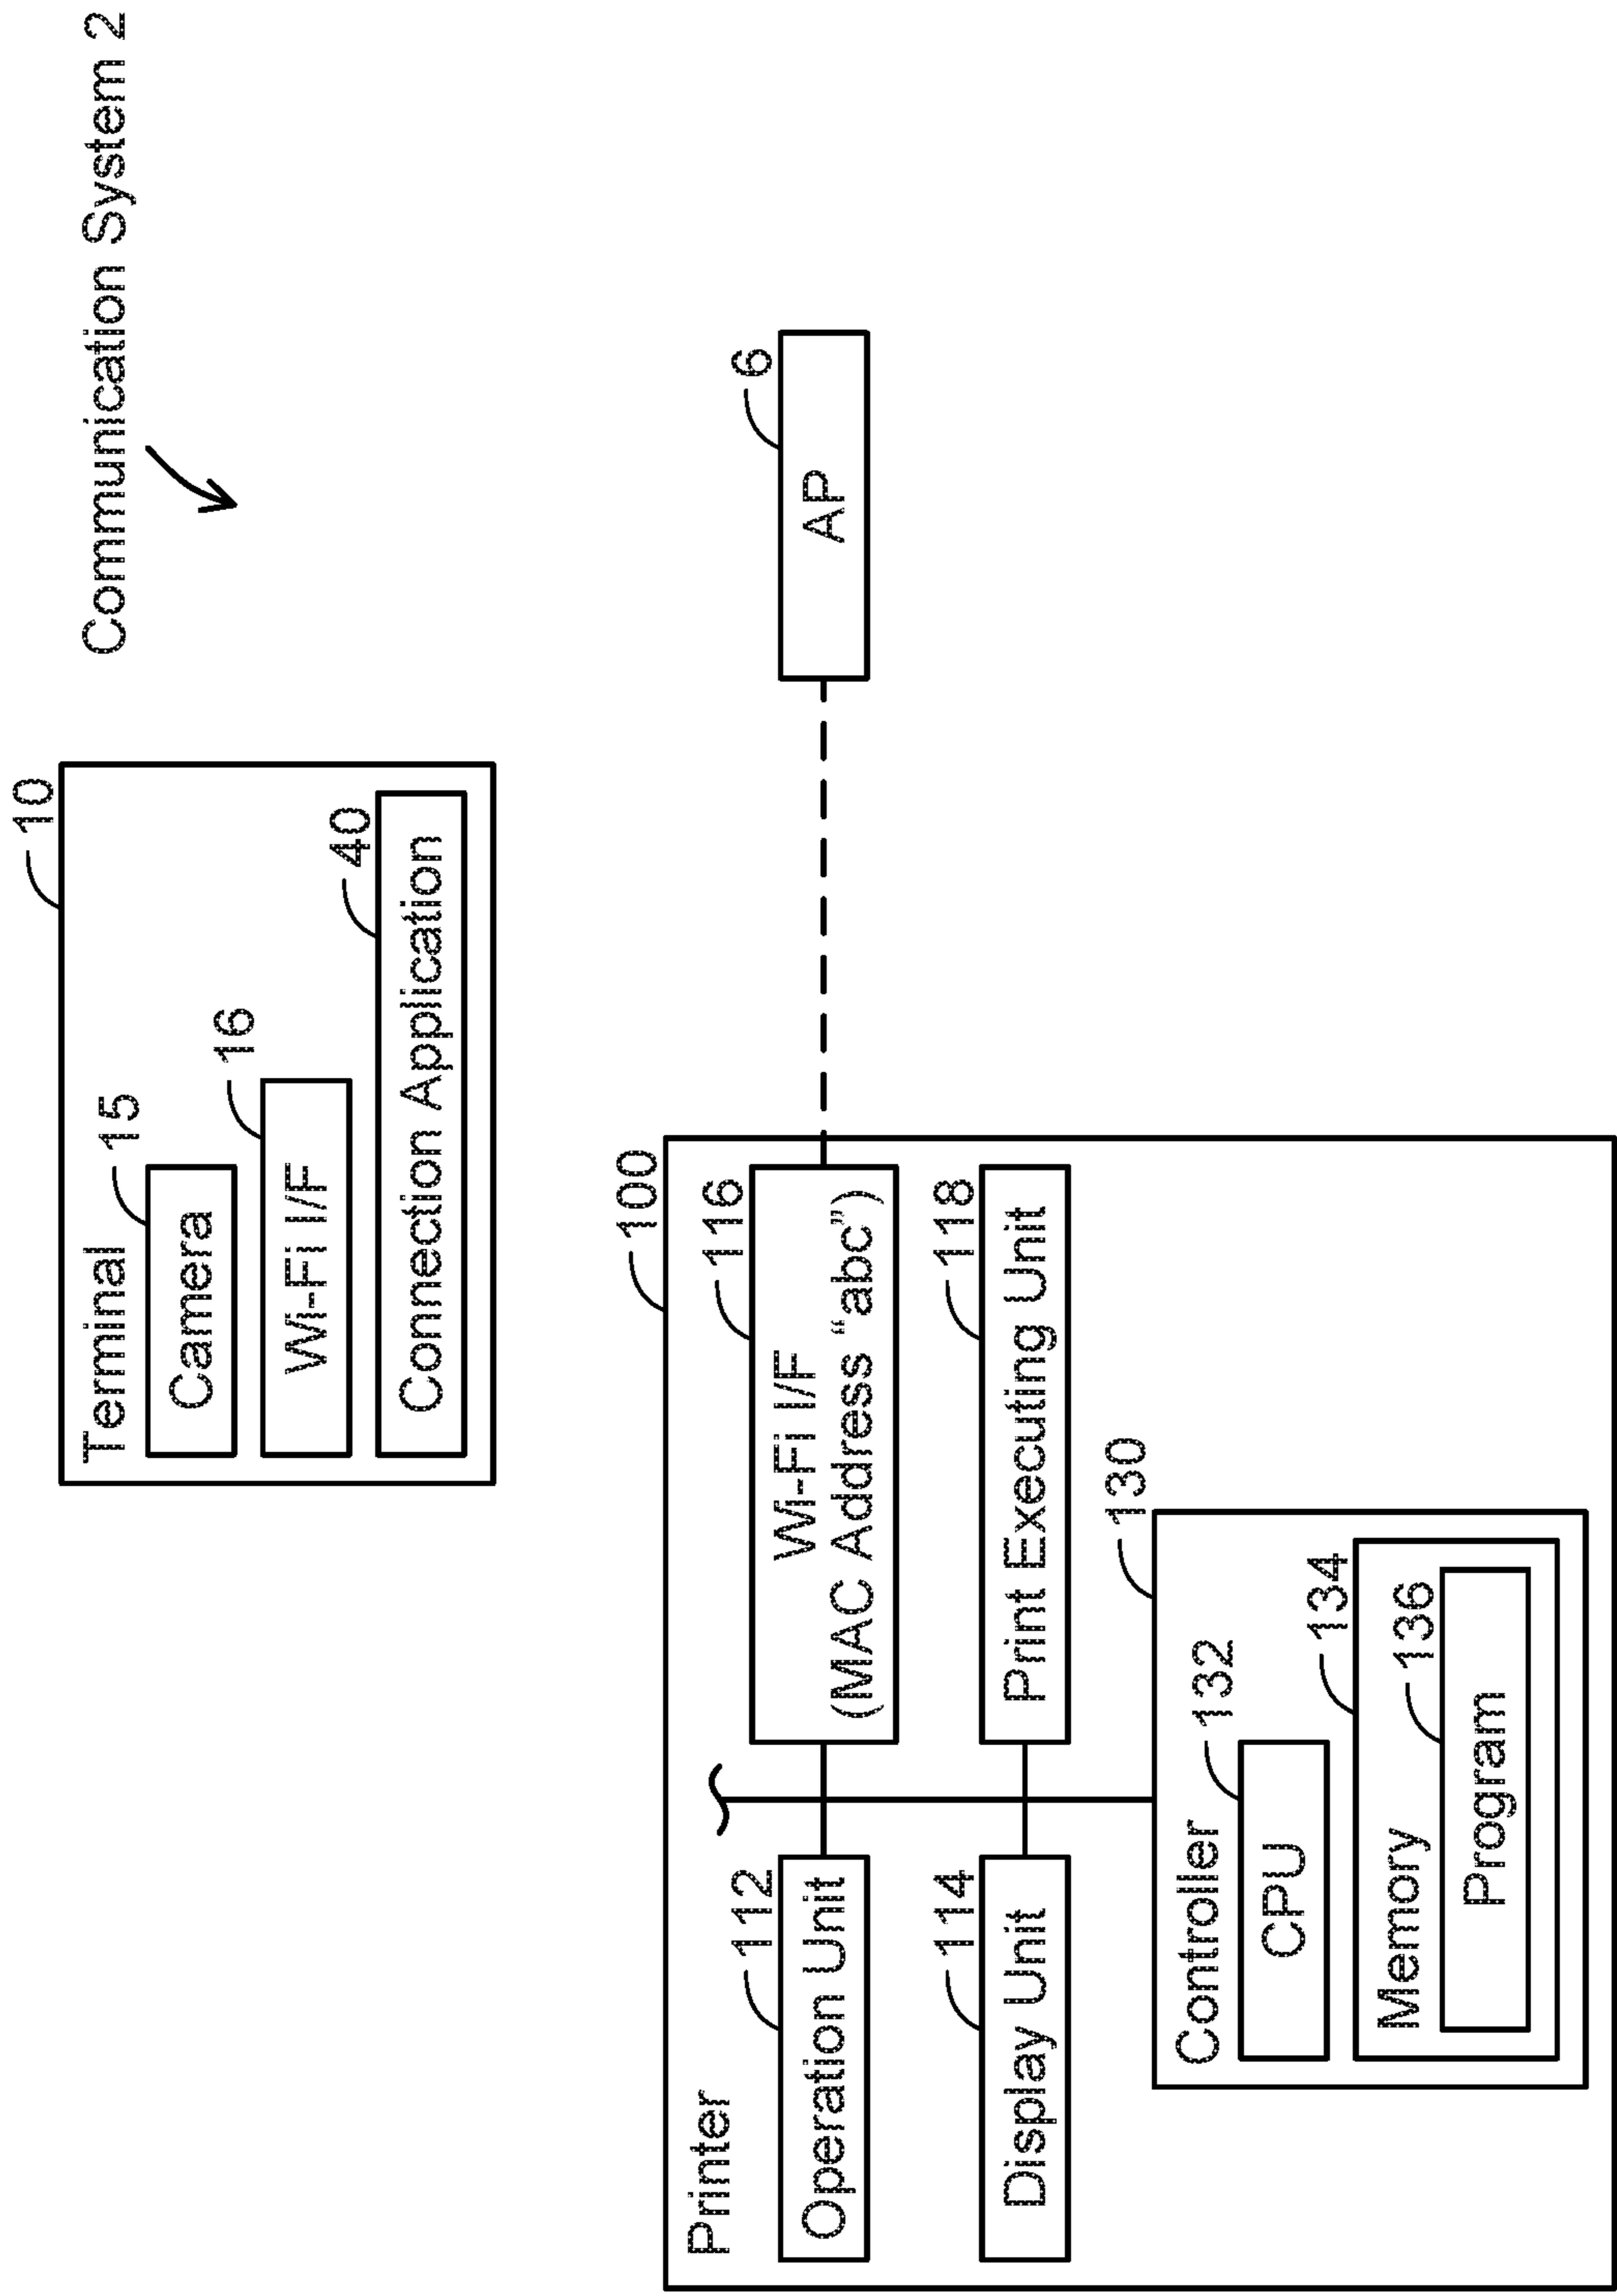 Communication System 2
10
Terminal
15
Camera
16
Wi-Fi I/F
40
Connection Application
6
AP
100
Printer
112
Operation Unit
116
Wi-Fi I/F
(MAC Address “abc”)
114
Display Unit
118
Print Executing Unit
130
Controller
132
CPU
134
Memory
136
Program